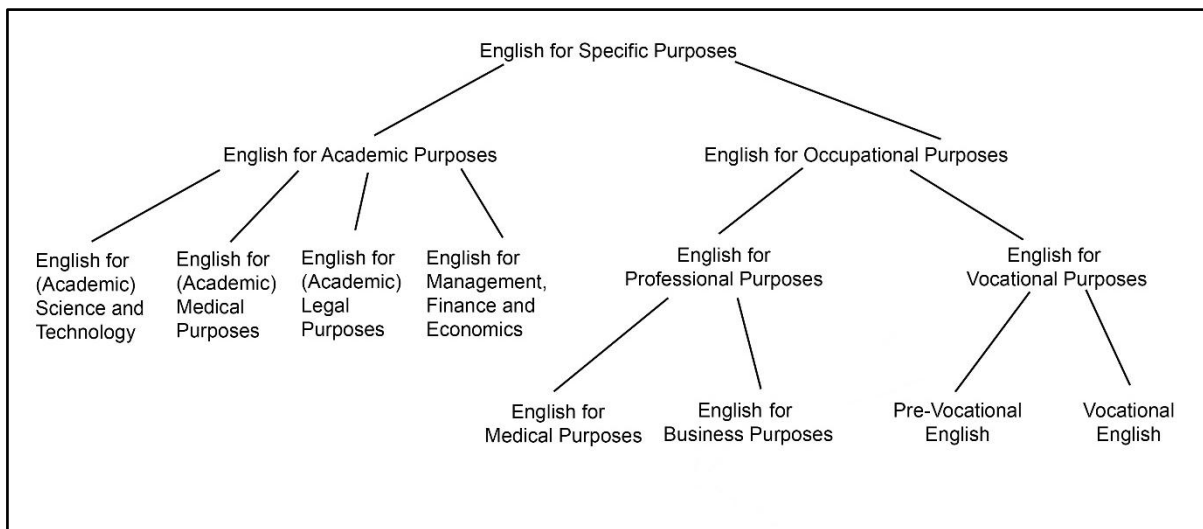 English for Specific Purposes
English for Academic Purposes
English for Occupational Purposes
English for
(Academic)
Science and
Technology
English for
(Academic)
Medical
Purposes
English for
(Academic)
Legal
Purposes
English for
Management,
Finance and
Economics
English for
Professional Purposes
English for
Vocational Purposes
English for
Medical Purposes
English for
Business Purposes
Pre-Vocational
English
Vocational
English